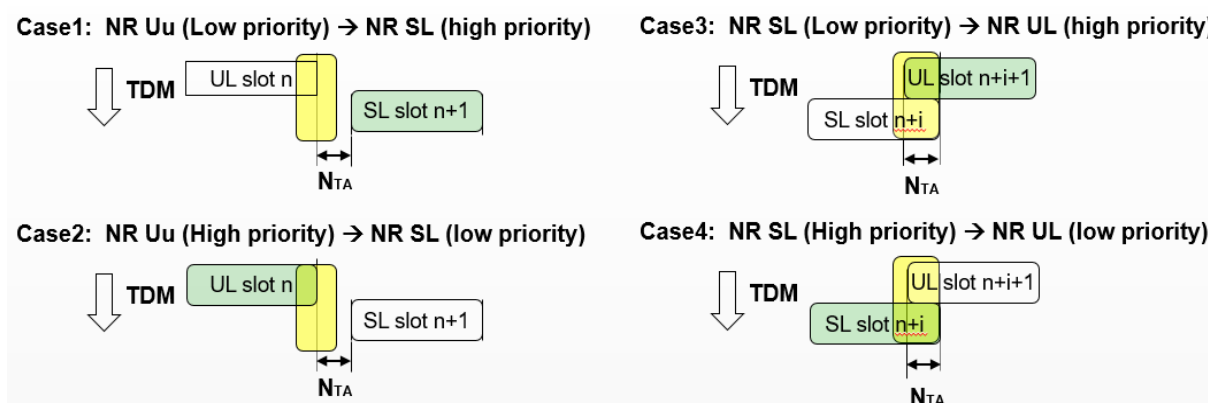 Case1: NR Uu (Low priority) → NR SL (high priority)
TDM
UL slot n
SL slot n+1
NTA
Case2: NR Uu (High priority) → NR SL (low priority)
TDM
UL slot n
SL slot n+1
NTA
Case3: NR SL (Low priority) → NR UL (high priority)
TDM
UL slot n+i+1
SL slot n+i
NTA
Case4: NR SL (High priority) → NR UL (low priority)
TDM
UL slot n+i+1
SL slot n+i
NTA